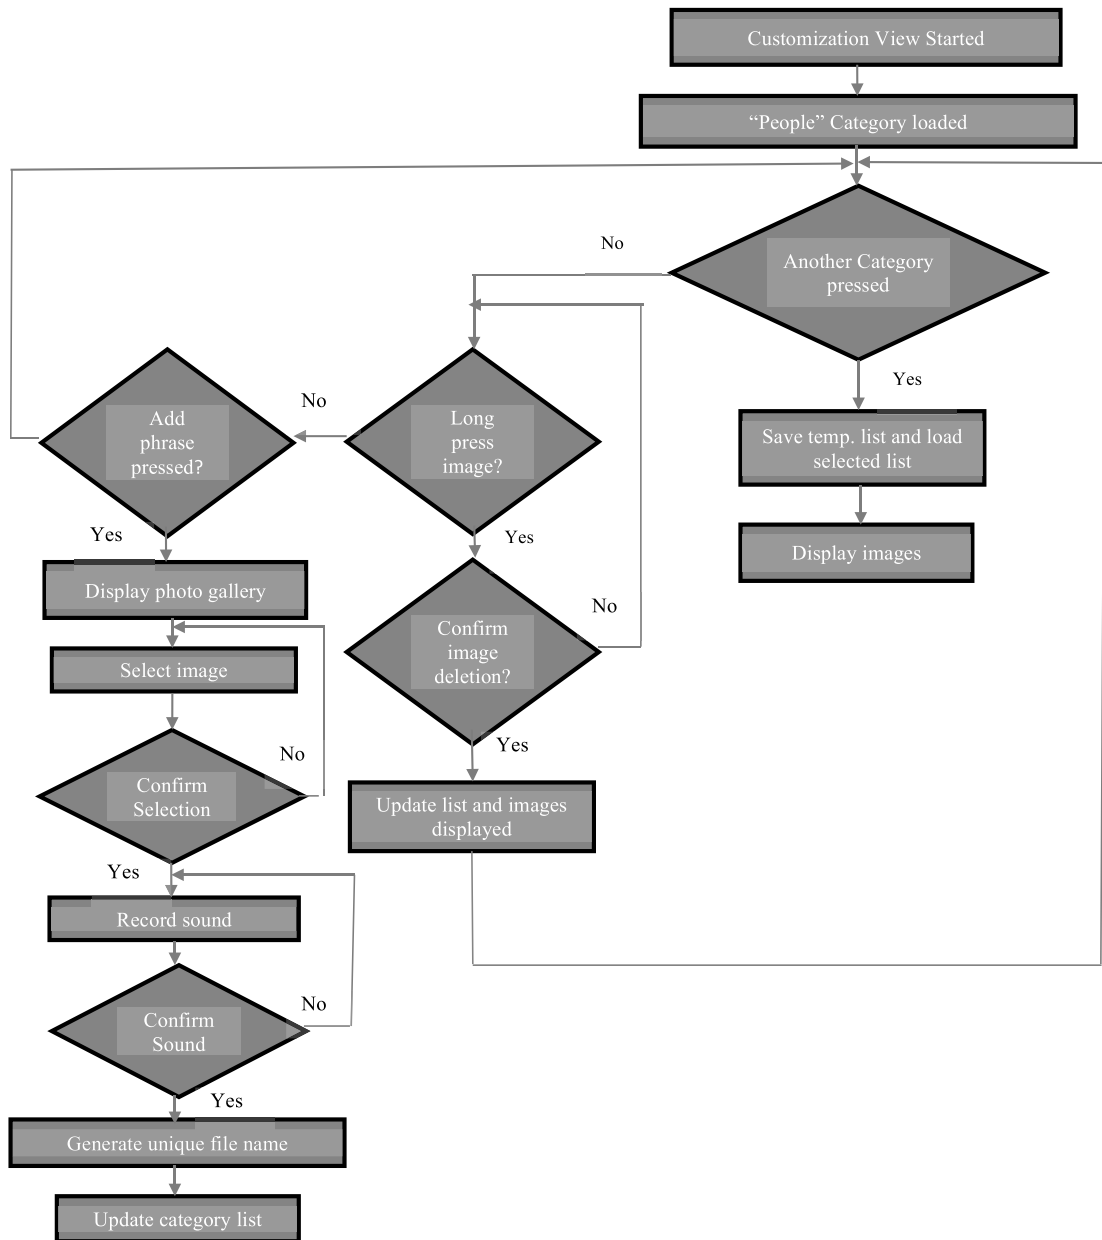 Customization View Started
“People” Category loaded
No
Another Category
pressed
Yes
Save temp. list and load
selected list
Display images
Long
press
image?
No
Yes
Confirm
image
deletion?
No
Yes
Update list and images
displayed
Add
phrase
pressed?
Yes
Display photo gallery
Select image
Confirm
Selection
No
Yes
Record sound
Confirm
Sound
No
Yes
Generate unique file name
Update category list